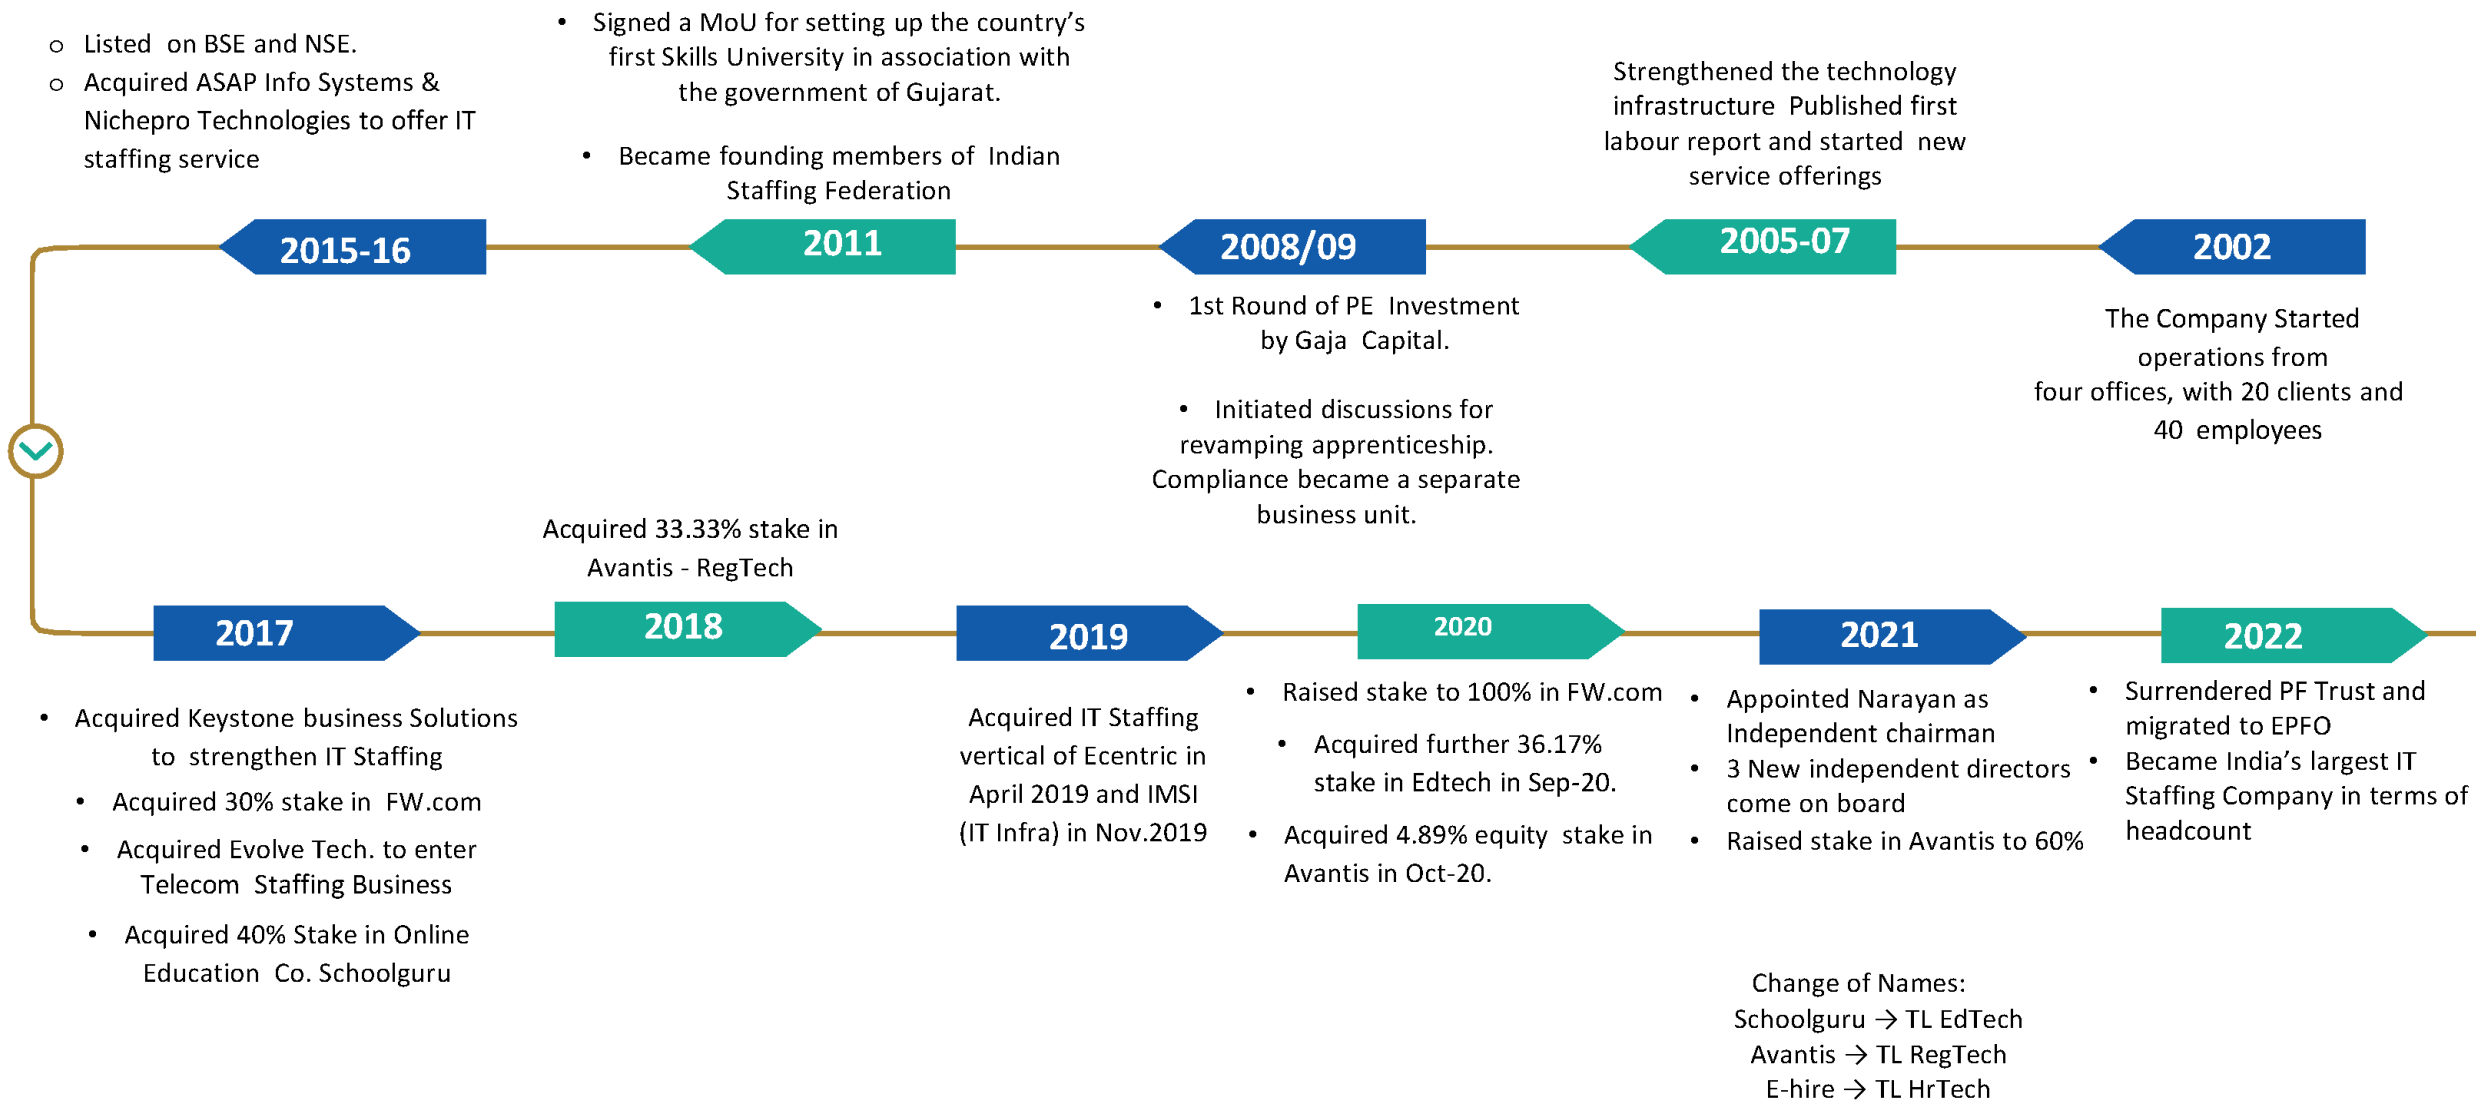 Listed on BSE and NSE.
Acquired ASAP Info Systems &
Nichepro Technologies to offer IT
staffing service
• Signed a MoU for setting up the country’s
first Skills University in association with
the government of Gujarat.
• Became founding members of Indian
Staffing Federation
Strengthened the technology
infrastructure Published first
labour report and started new
service offerings
2015-16
2011
2008/09
2005-07
2002
• 1st Round of PE Investment
by Gaja Capital.
• Initiated discussions for
revamping apprenticeship.
Compliance became a separate
business unit.
The Company Started
operations from
four offices, with 20 clients and
40 employees
Acquired 33.33% stake in
Avantis - RegTech
2017
2018
2019
2020
2021
2022
• Acquired Keystone business Solutions
to strengthen IT Staffing
• Acquired 30% stake in FW.com
• Acquired Evolve Tech. to enter
Telecom Staffing Business
• Acquired 40% Stake in Online
Education Co. Schoolguru
Acquired IT Staffing
vertical of Ecentric in
April 2019 and IMSI
(IT Infra) in Nov.2019
• Raised stake to 100% in FW.com
• Acquired further 36.17%
stake in Edtech in Sep-20.
• Acquired 4.89% equity stake in
Avantis in Oct-20.
• Appointed Narayan as
Independent chairman
• 3 New independent directors
come on board
• Raised stake in Avantis to 60%
• Surrendered PF Trust and
migrated to EPFO
• Became India’s largest IT
Staffing Company in terms of
headcount
Change of Names:
Schoolguru → TL EdTech
Avantis → TL RegTech
E-hire → TL HrTech